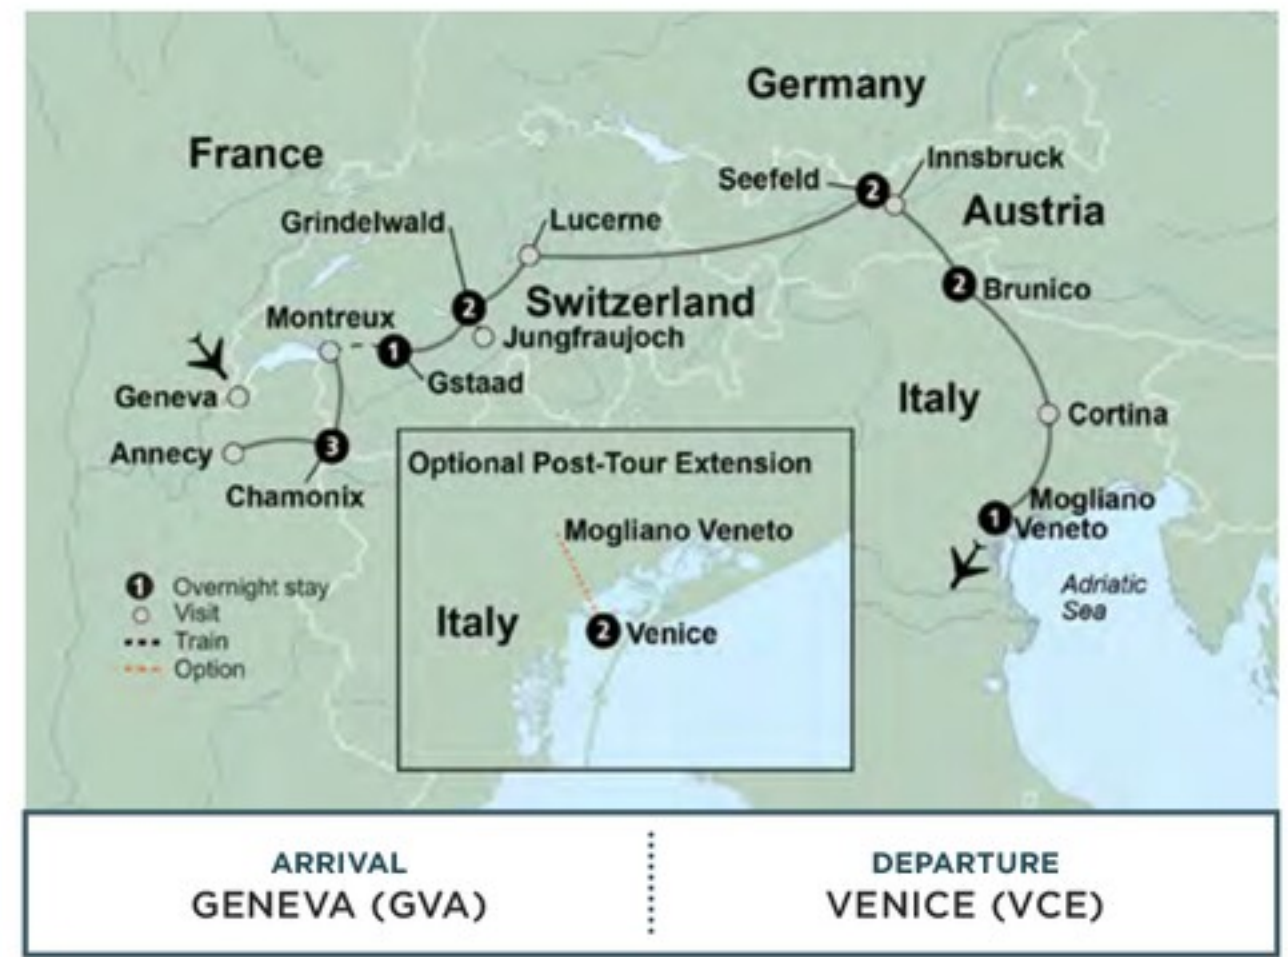 Germany
France
Innsbruck
Seefeld
2
Austria
Grindelwald
Lucerne
2
Brunico
2
Switzerland
Montreux
Jungfraujoch
1
Gstaad
Geneva
Italy
Cortina
Annecy
3
Chamonix
Optional Post-Tour Extension
Mogliano Veneto
Italy
2 Venice
1
Mogliano
Veneto
Adriatic
Sea
1 Overnight stay
Visit
Train
Option
ARRIVAL
GENEVA (GVA)
DEPARTURE
VENICE (VCE)